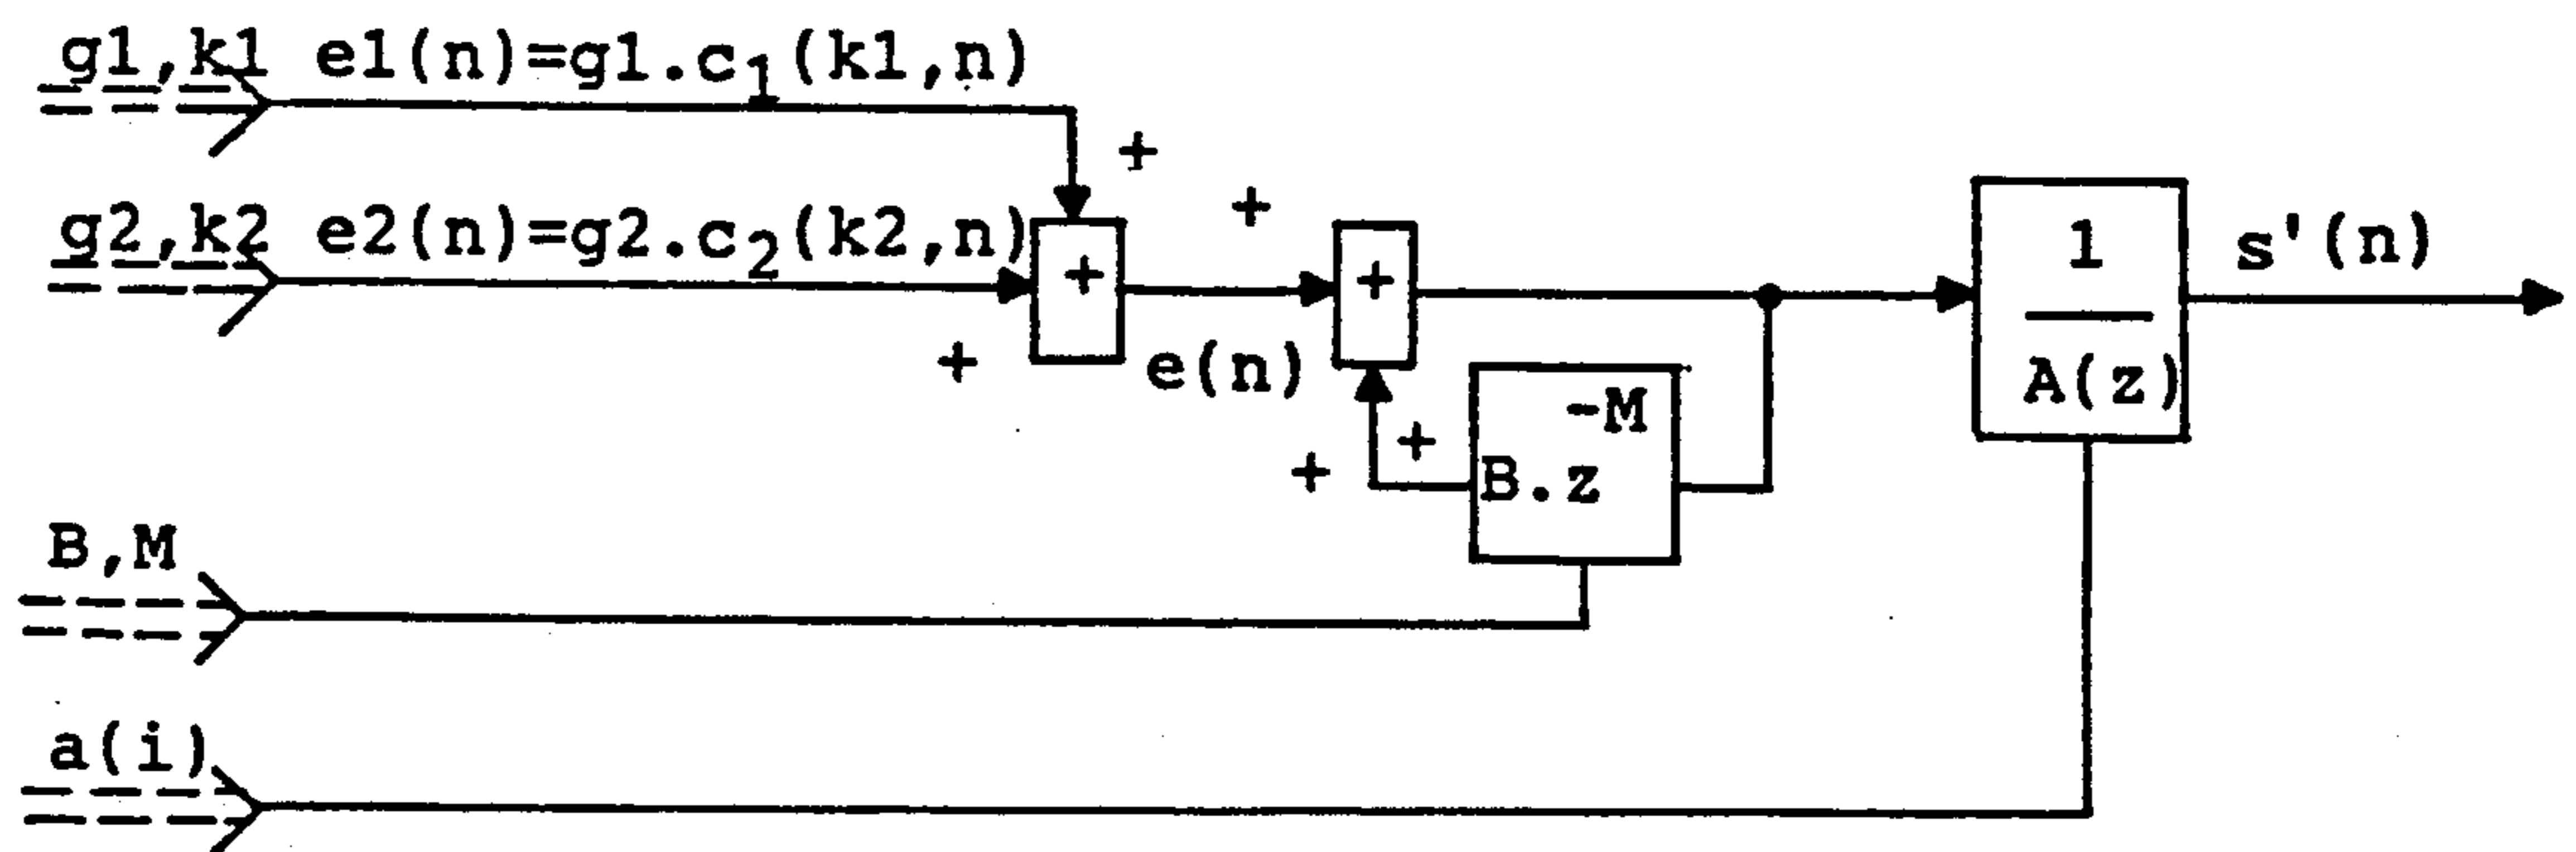 g1,k1 e1(n)=g1.c₁(k1,n)
+
g2,k2 e2(n)=g2.c₂(k2,n)
+
+
+
+
e(n)
1
A(z)
s'(n)
B.z⁻ᴹ
+
+
B,M
a(i)